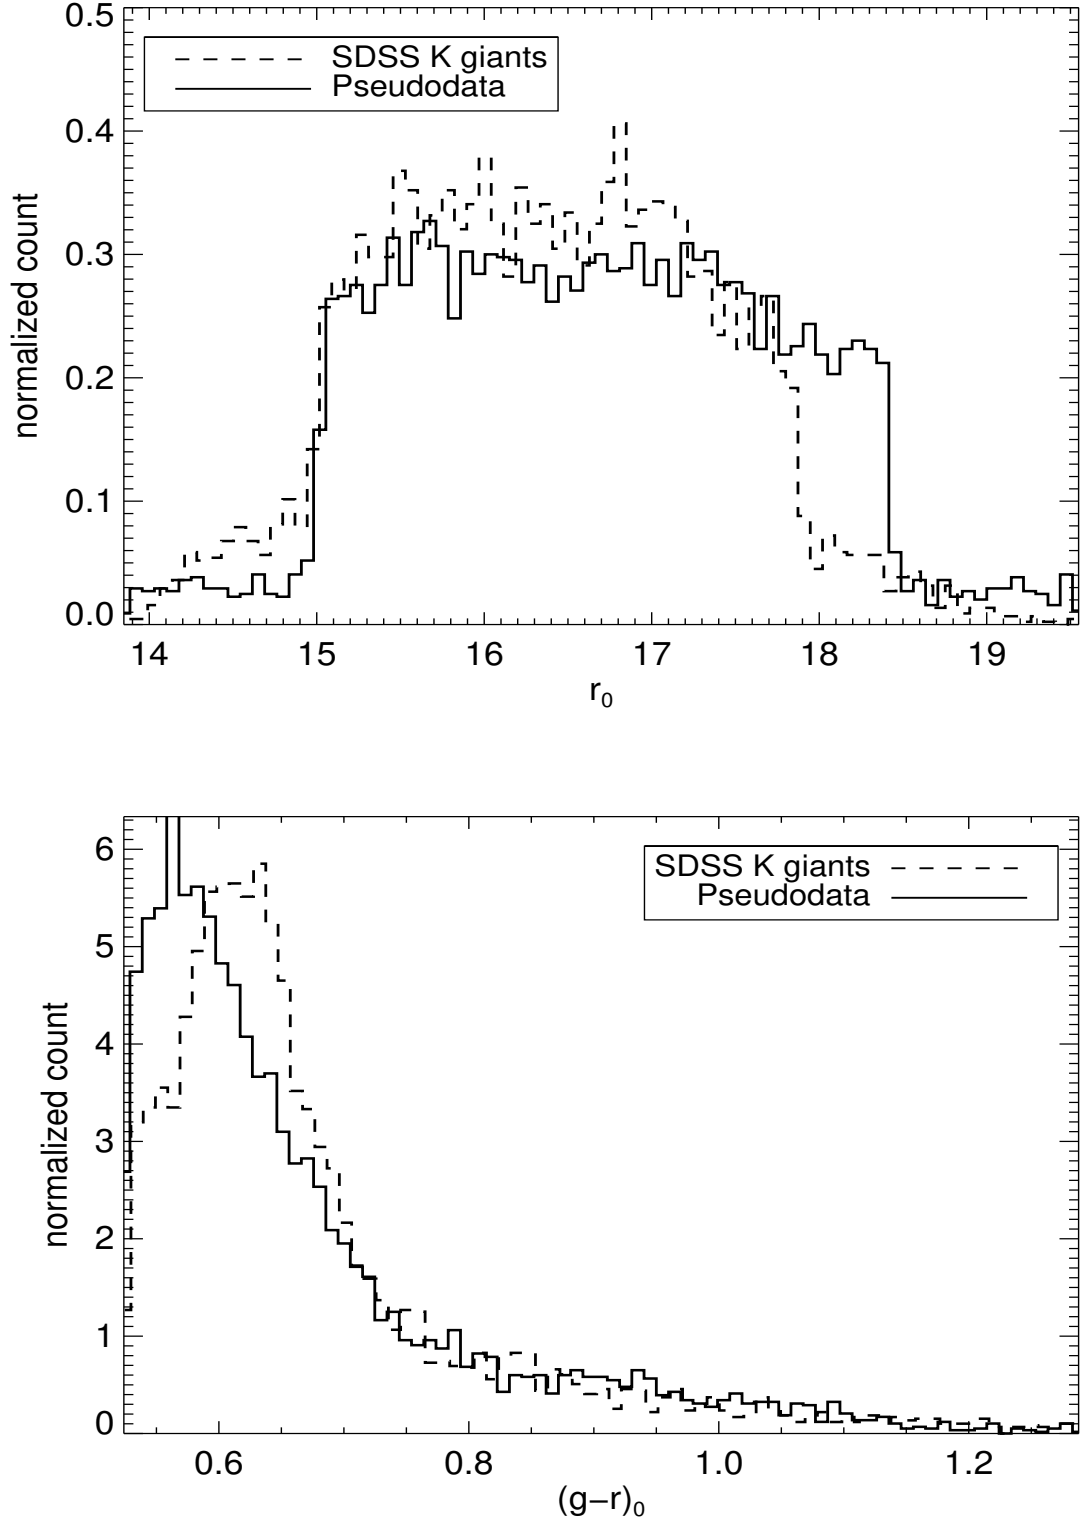 0.5
SDSS K giants
Pseudodata
0.4
0.3
0.2
0.1
0.0
normalized count
14 15 16 17 18 19
r₀
6
SDSS K giants
Pseudodata
5
4
3
2
1
0
normalized count
0.6 0.8 1.0 1.2
(g−r)₀